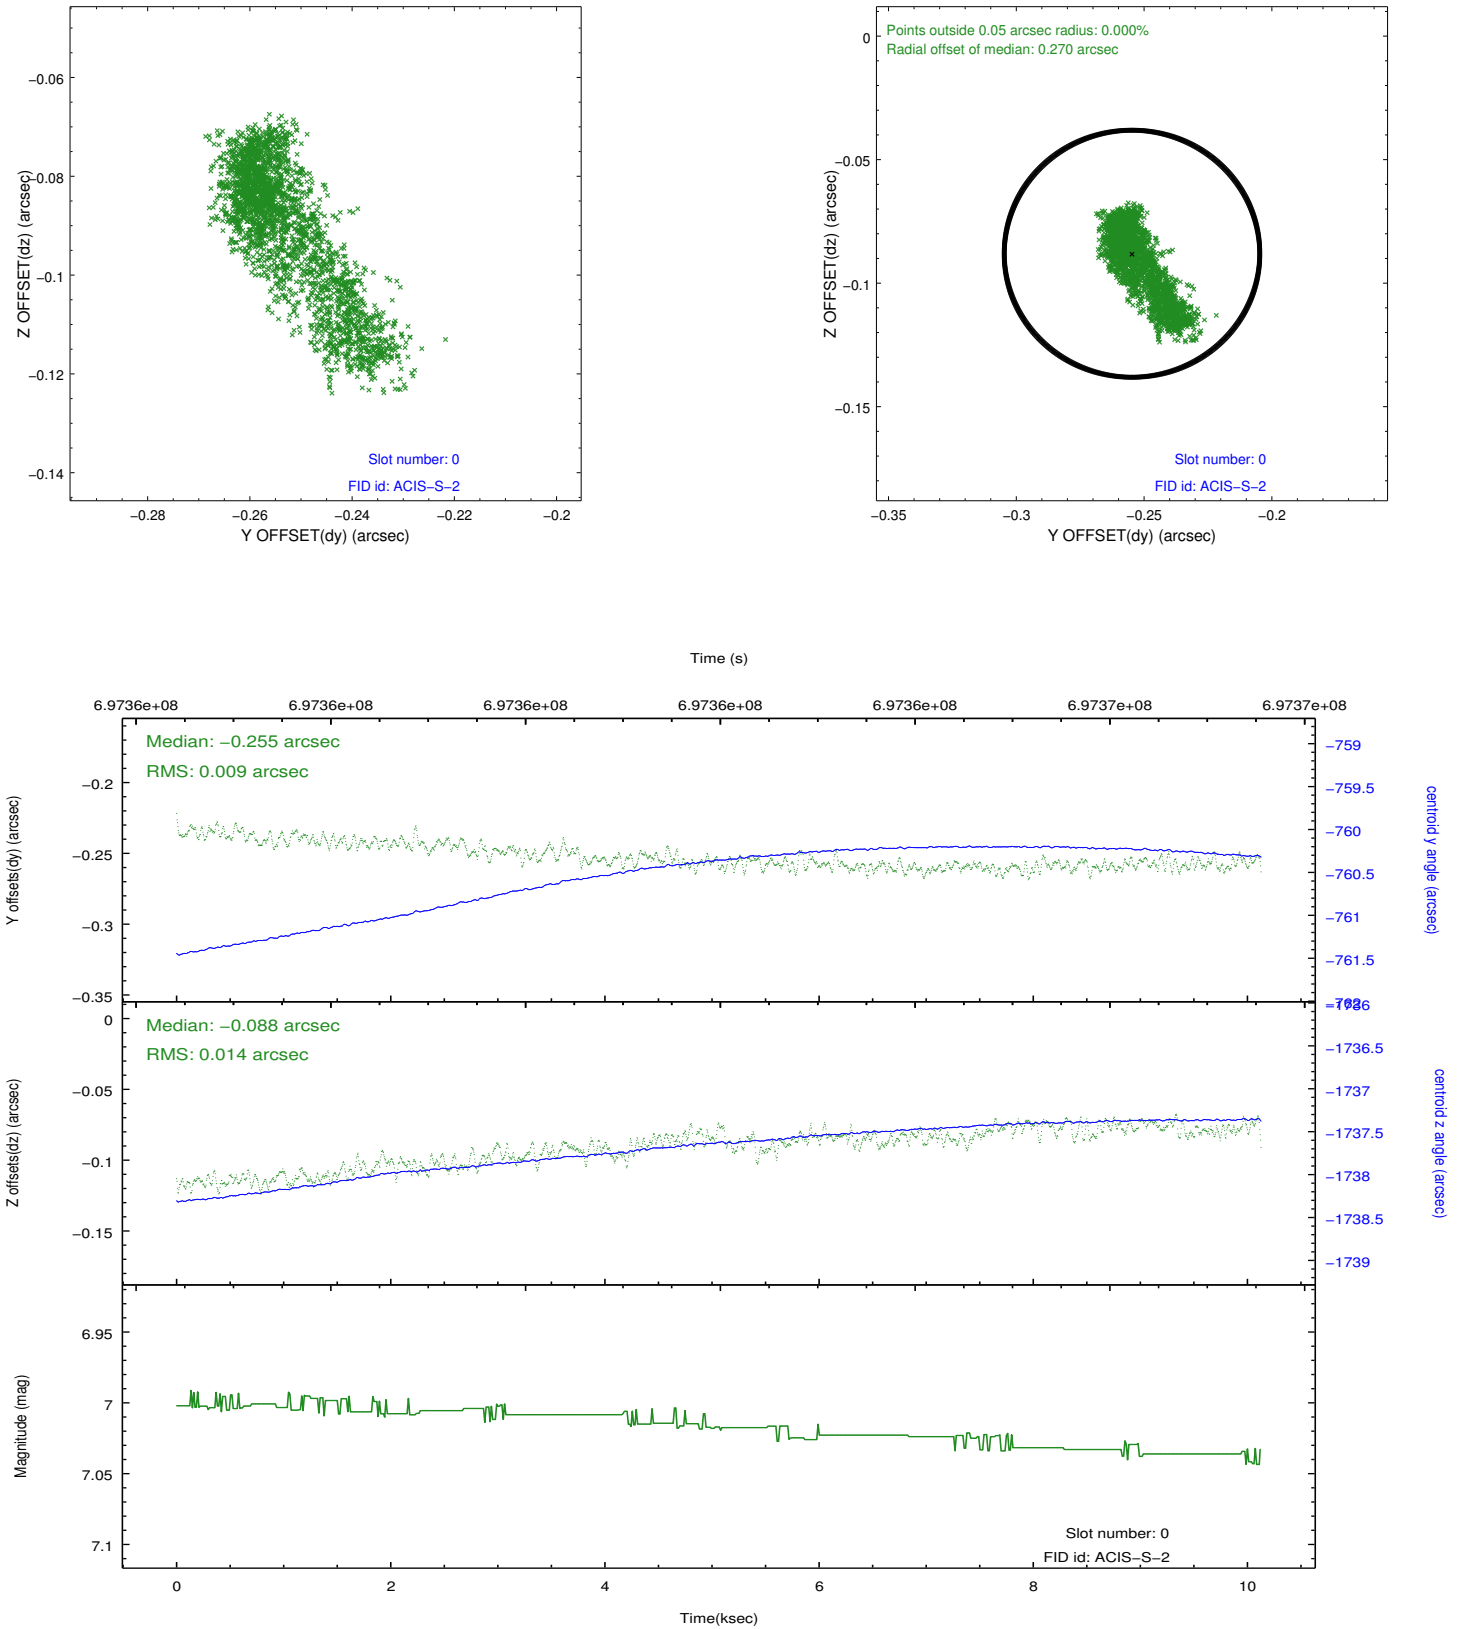 −0.06
−0.08
−0.1
−0.12
−0.14
Z OFFSET(dz) (arcsec)
Slot number: 0
FID id: ACIS−S−2
−0.28
−0.26
−0.24
−0.22
−0.2
Y OFFSET(dy) (arcsec)
Points outside 0.05 arcsec radius: 0.000%
Radial offset of median: 0.270 arcsec
0
−0.05
−0.1
−0.15
Z OFFSET(dz) (arcsec)
Slot number: 0
FID id: ACIS−S−2
−0.35
−0.3
−0.25
−0.2
Y OFFSET(dy) (arcsec)
Time (s)
6.9736e+08
6.9736e+08
6.9736e+08
6.9736e+08
6.9736e+08
6.9737e+08
6.9737e+08
Median: −0.255 arcsec
RMS: 0.009 arcsec
−0.2
−0.25
−0.3
−0.35
Y offsets(dy) (arcsec)
−759
−759.5
−760
−760.5
−761
−761.5
−762
centroid y angle (arcsec)
Median: −0.088 arcsec
RMS: 0.014 arcsec
0
−0.05
−0.1
−0.15
Z offsets(dz) (arcsec)
−1736
−1736.5
−1737
−1737.5
−1738
−1738.5
−1739
centroid z angle (arcsec)
6.95
7
7.05
7.1
Magnitude (mag)
Slot number: 0
FID id: ACIS−S−2
0
2
4
6
8
10
Time(ksec)